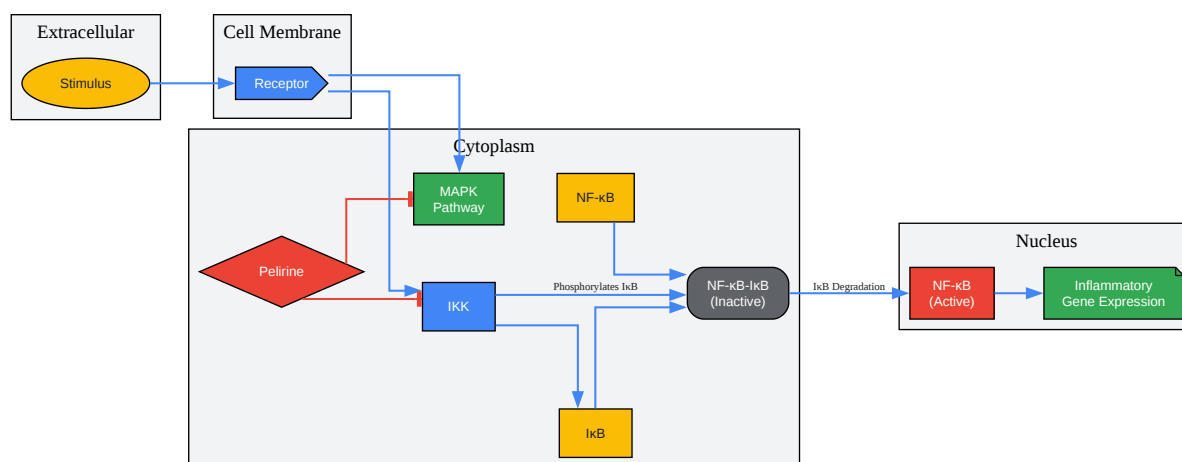 Extracellular
Stimulus
Cell Membrane
Receptor
Cytoplasm
MAPK
Pathway
NF-κB
Pelirine
IKK
Phosphorylates IκB
NF-κB-IκB
(Inactive)
IκB
IκB Degradation
Nucleus
NF-κB
(Active)
Inflammatory
Gene Expression